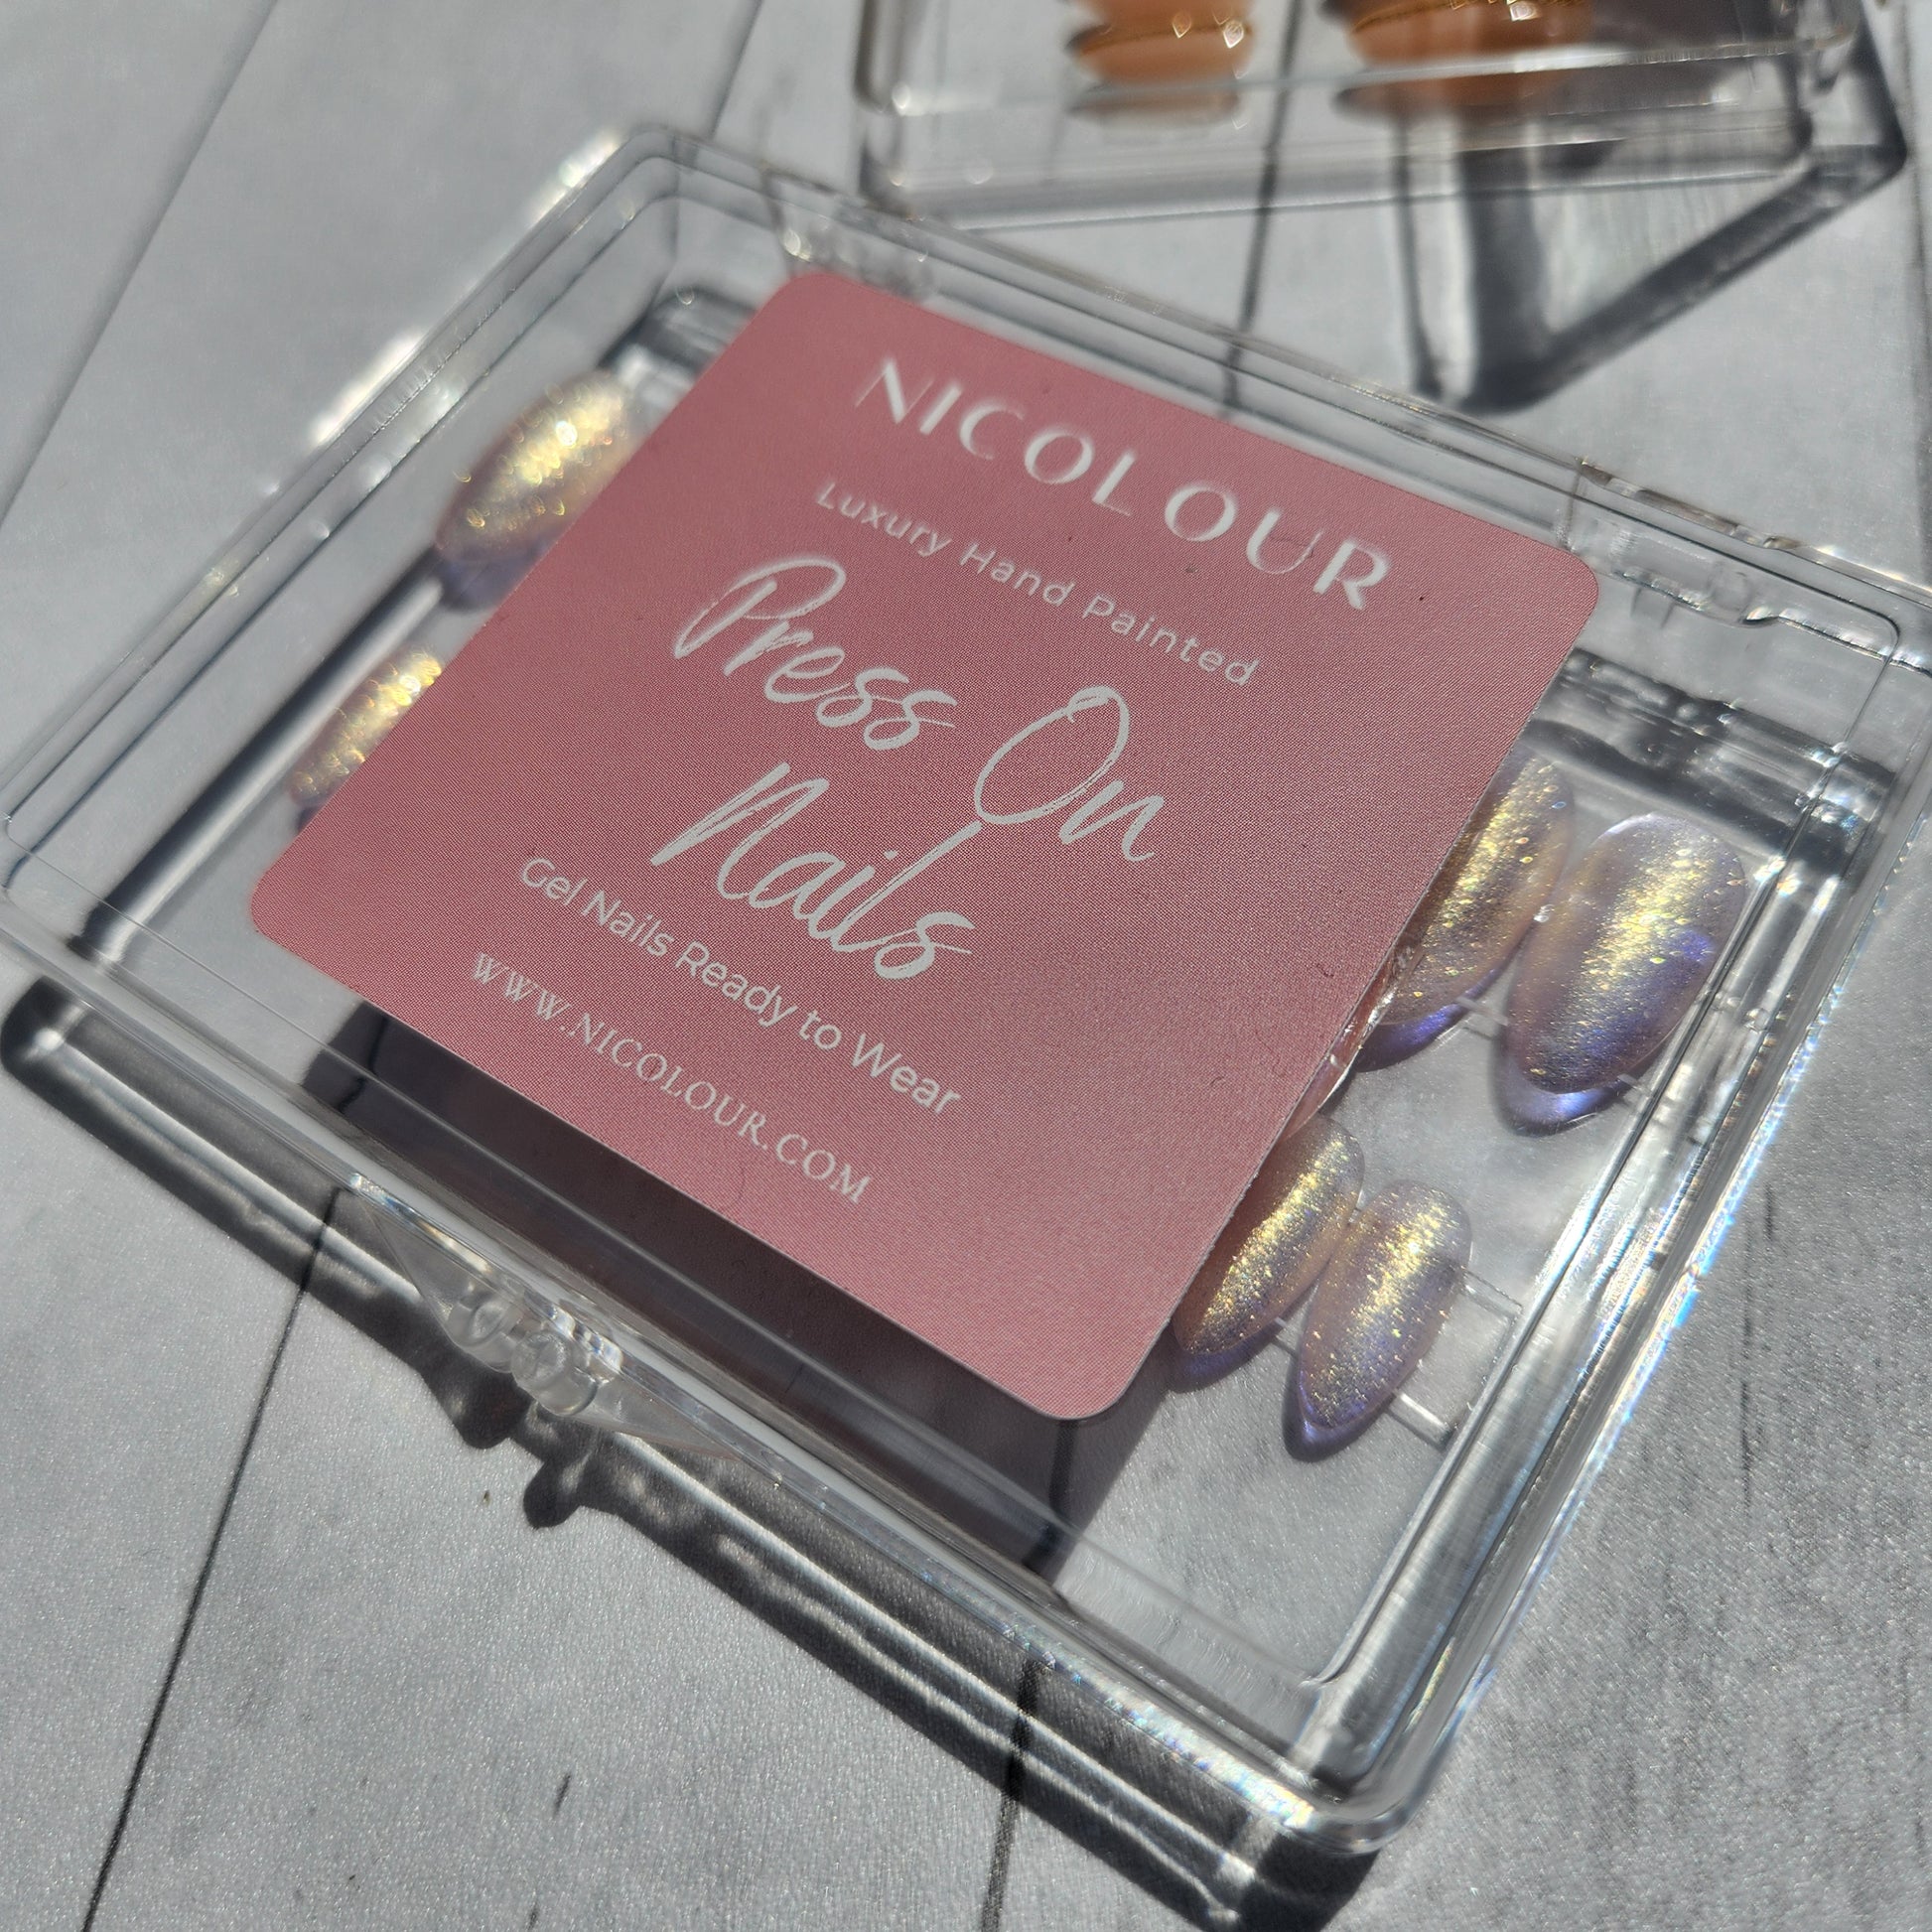 NICOLOUR
Luxury Hand Painted
Press On
Nails
Gel Nails Ready to Wear
WWW.NICOLOUR.COM